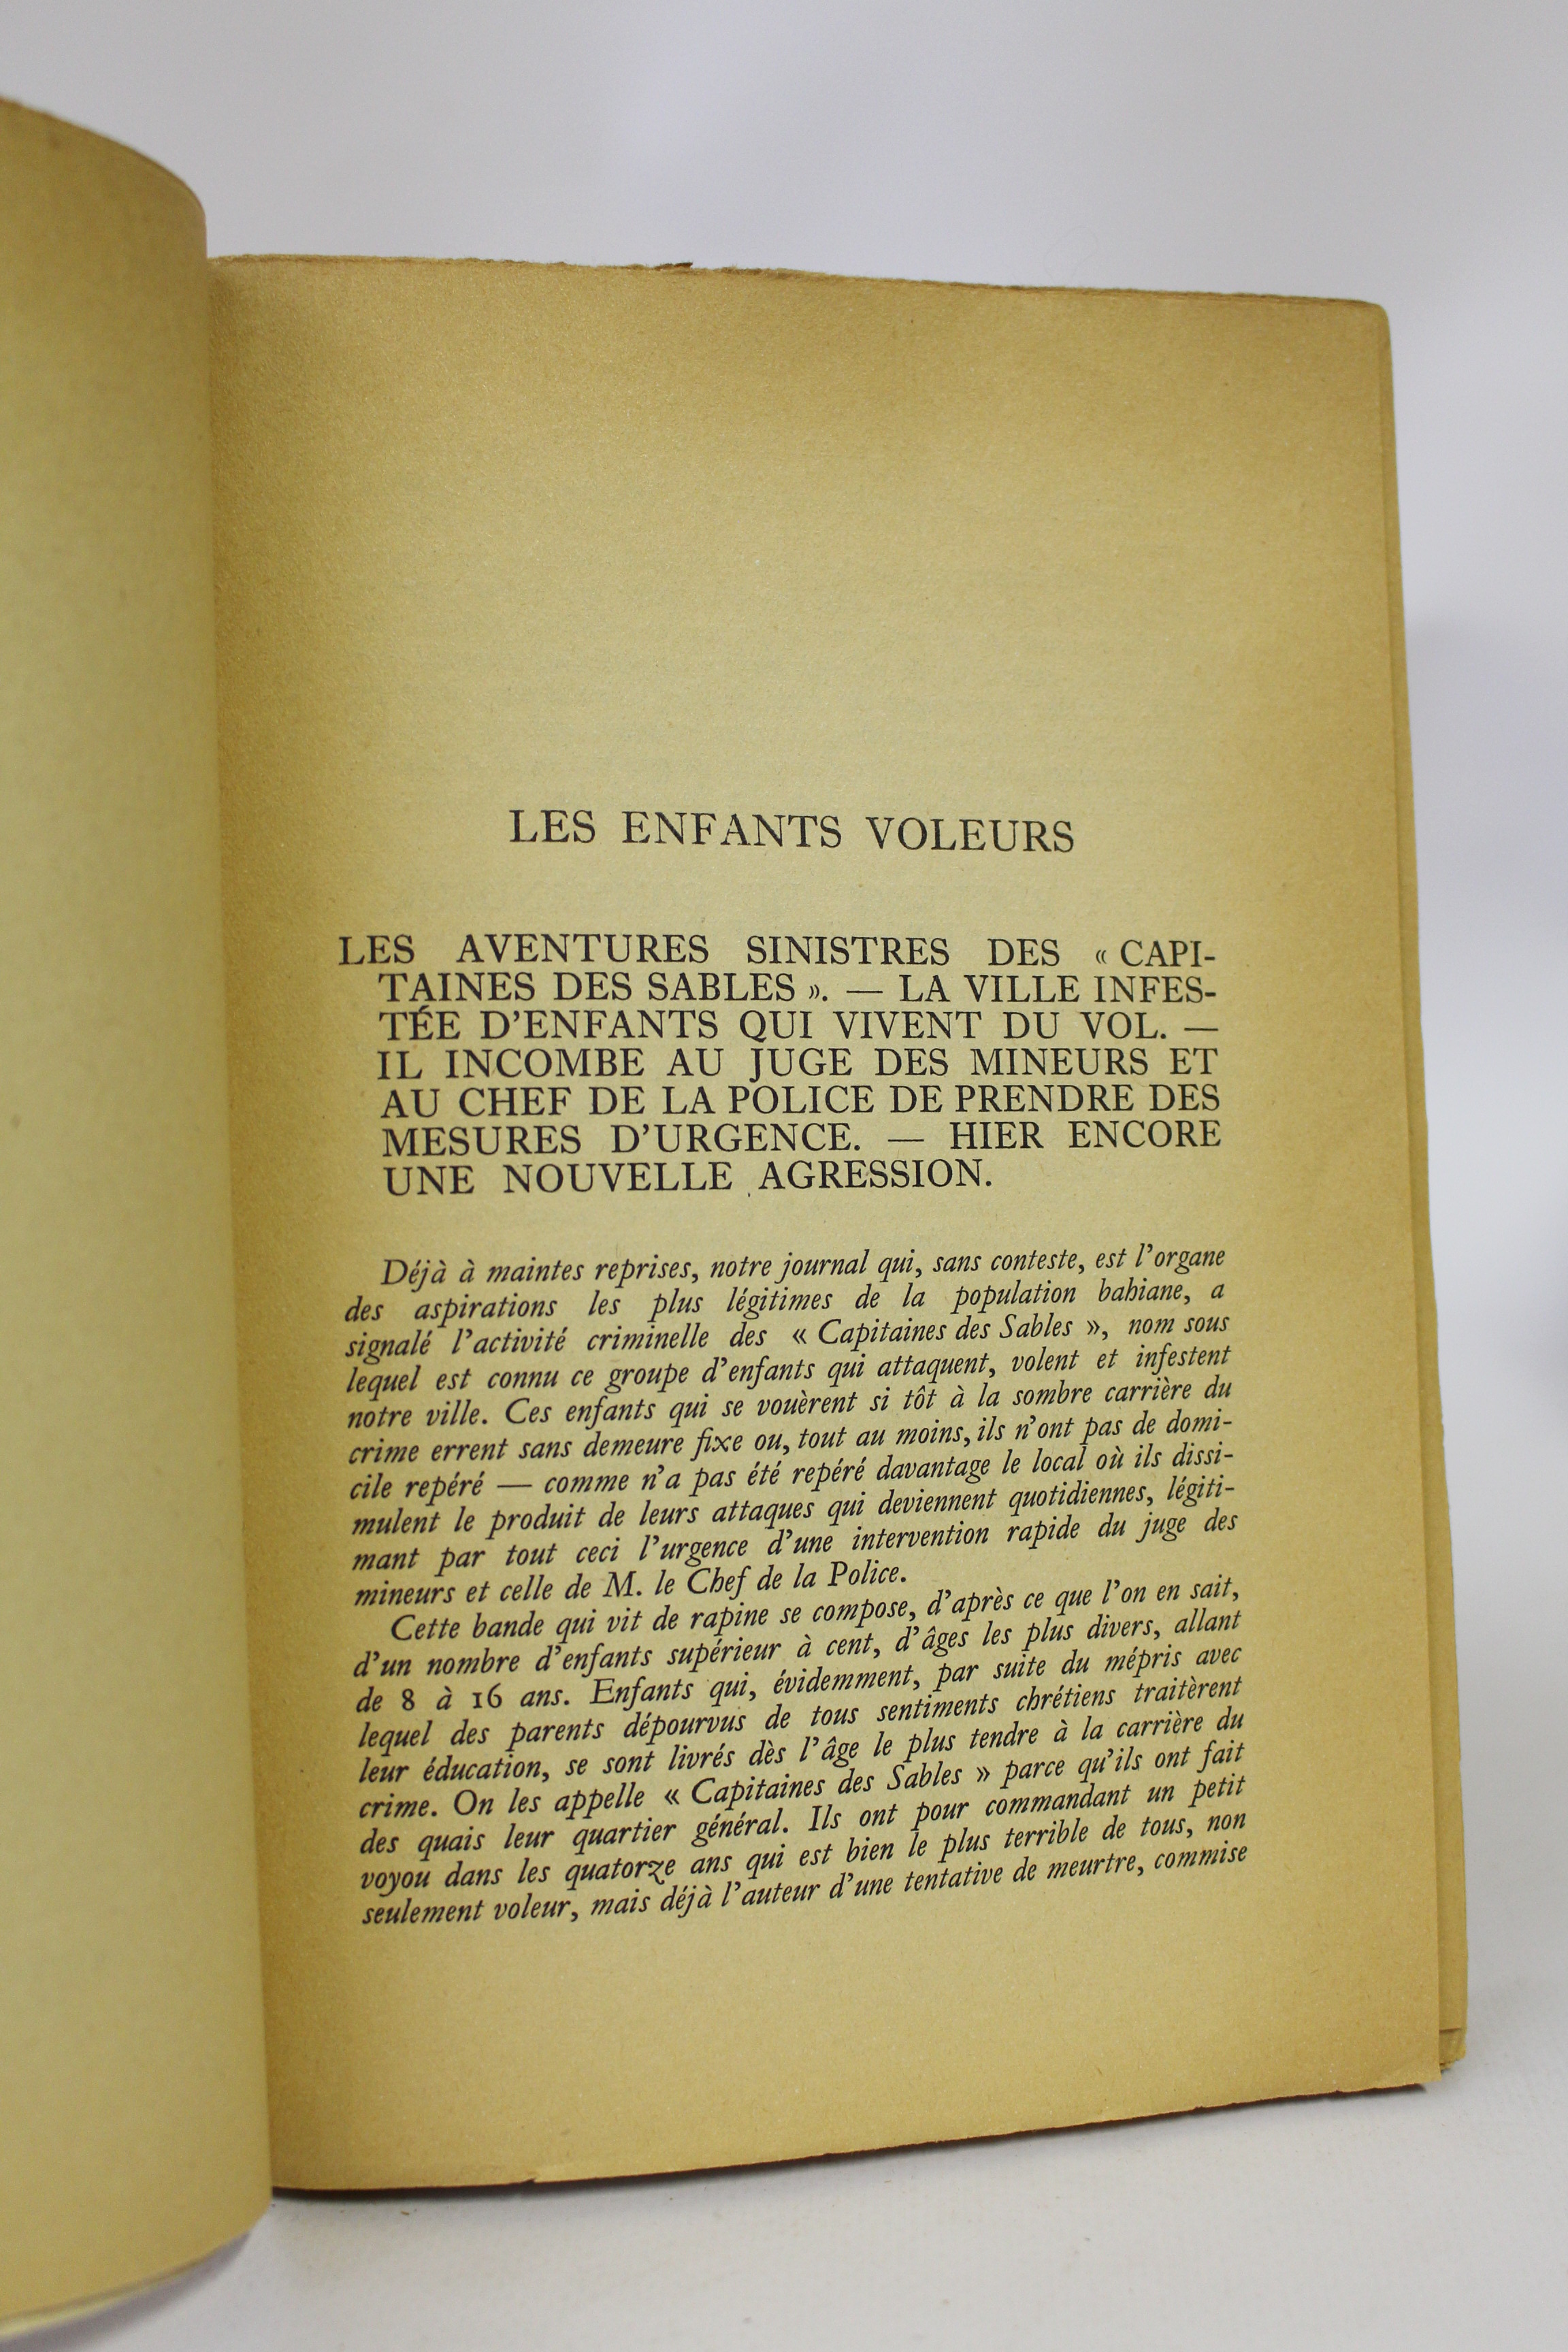 LES ENFANTS VOLEURS
LES AVENTURES SINISTRES DES « CAPI-
TAINES DES SABLES ». — LA VILLE INFES-
TÉE D'ENFANTS QUI VIVENT DU VOL. —
IL INCOMBE AU JUGE DES MINEURS ET
AU CHEF DE LA POLICE DE PRENDRE DES
MESURES D'URGENCE. — HIER ENCORE
UNE NOUVELLE AGRESSION.
Déjà à maintes reprises, notre journal qui, sans conteste, est l'organe
des aspirations les plus légitimes de la population bahiane, a
signalé l'activité criminelle des « Capitaines des Sables », nom sous
lequel est connu ce groupe d'enfants qui attaquent, volent et infestent
notre ville. Ces enfants qui se vouèrent si tôt à la sombre carrière du
crime errent sans demeure fixe ou, tout au moins, ils n'ont pas de domi-
cile repéré — comme n'a pas été repéré davantage le local où ils dissi-
mulent le produit de leurs attaques qui deviennent quotidiennes, légiti-
mant par tout ceci l'urgence d'une intervention rapide du juge des
mineurs et celle de M. le Chef de la Police.
Cette bande qui vit de rapine se compose, d'après ce que l'on en sait,
d'un nombre d'enfants supérieur à cent, d'âges les plus divers, allant
de 8 à 16 ans. Enfants qui, évidemment, par suite du mépris avec
lequel des parents dépourvus de tous sentiments chrétiens traitèrent
leur éducation, se sont livrés dès l'âge le plus tendre à la carrière du
crime. On les appelle « Capitaines des Sables » parce qu'ils ont fait
des quais leur quartier général. Ils ont pour commandant un petit
voyou dans les quatorze ans qui est bien le plus terrible de tous, non
seulement voleur, mais déjà l'auteur d'une tentative de meurtre, commise